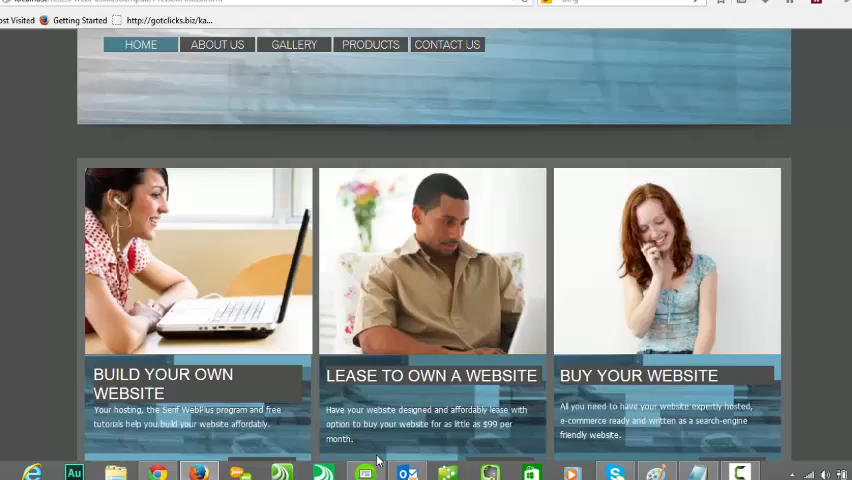 ost Visited Getting Started http://gotclicks.biz/ka...
HOME ABOUT US GALLERY PRODUCTS CONTACT US
BUILD YOUR OWN
WEBSITE
Your hosting, the Serif WebPlus program and free
tutorials help you build your website affordably.
LEASE TO OWN A WEBSITE
Have your website designed and affordably lease with
option to buy your website for as little as $99 per
month.
BUY YOUR WEBSITE
All you need to have your website expertly hosted,
e-commerce ready and written as a search-engine
friendly website.
Au